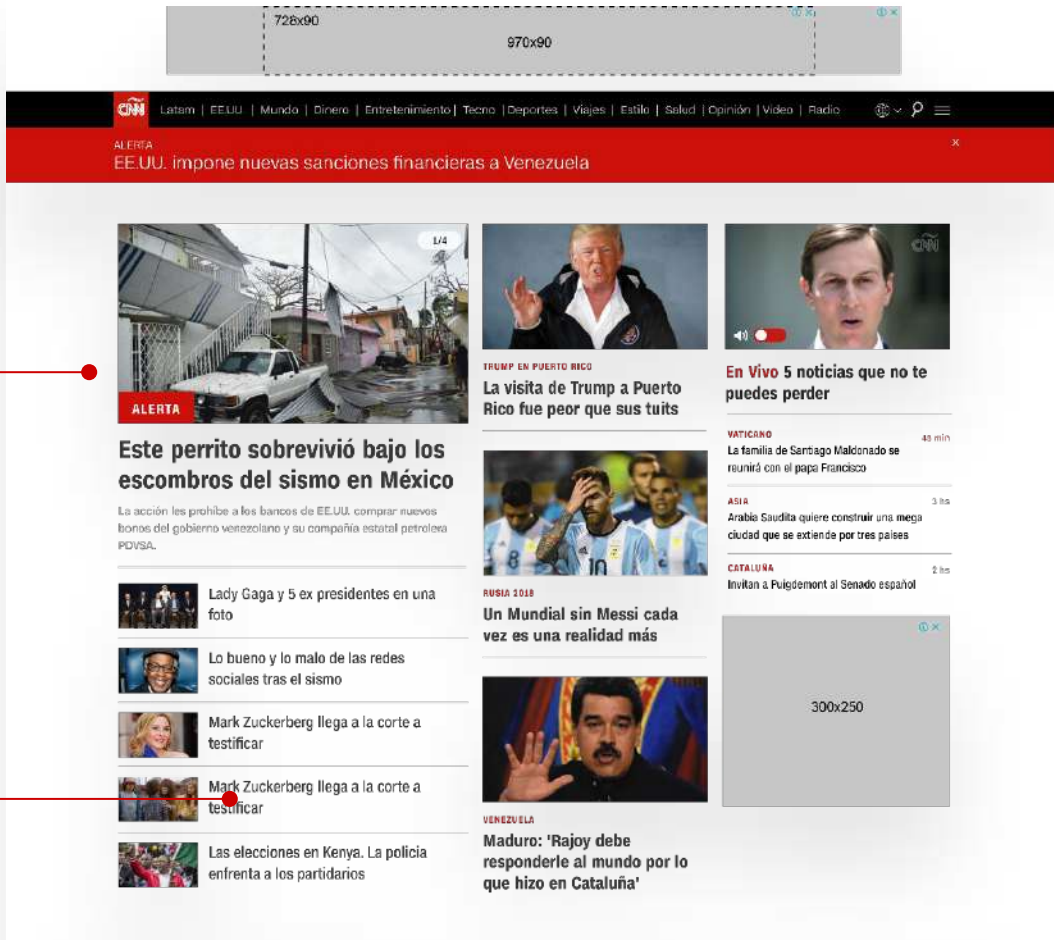 728x90
970x90
CNÑ
Latam | EE.UU | Mundo | Dinero | Entretenimiento | Tecno | Deportes | Viajes | Estilo | Salud | Opinión | Video | Radio
ALERTA
EE.UU. impone nuevas sanciones financieras a Venezuela
1/4
ALERTA
Este perrito sobrevivió bajo los
escombros del sismo en México
La acción les prohíbe a los bancos de EE.UU. comprar nuevos
bonos del gobierno venezolano y su compañía estatal petrolera
PDVSA.
Lady Gaga y 5 ex presidentes en una
foto
Lo bueno y lo malo de las redes
sociales tras el sismo
Mark Zuckerberg llega a la corte a
testificar
Mark Zuckerberg llega a la corte a
testificar
Las elecciones en Kenya. La policia
enfrenta a los partidarios
TRUMP EN PUERTO RICO
La visita de Trump a Puerto
Rico fue peor que sus tuits
8
10
RUSIA 2018
Un Mundial sin Messi cada
vez es una realidad más
VENEZUELA
Maduro: 'Rajoy debe
responderle al mundo por lo
que hizo en Cataluña'
CNÑ
En Vivo 5 noticias que no te
puedes perder
VATICANO
48 min
La familia de Santiago Maldonado se
reunirá con el papa Francisco
ASIA
3 hs
Arabia Saudita quiere construir una mega
ciudad que se extiende por tres países
CATALUÑA
2 hs
Invitan a Puigdemont al Senado español
300x250